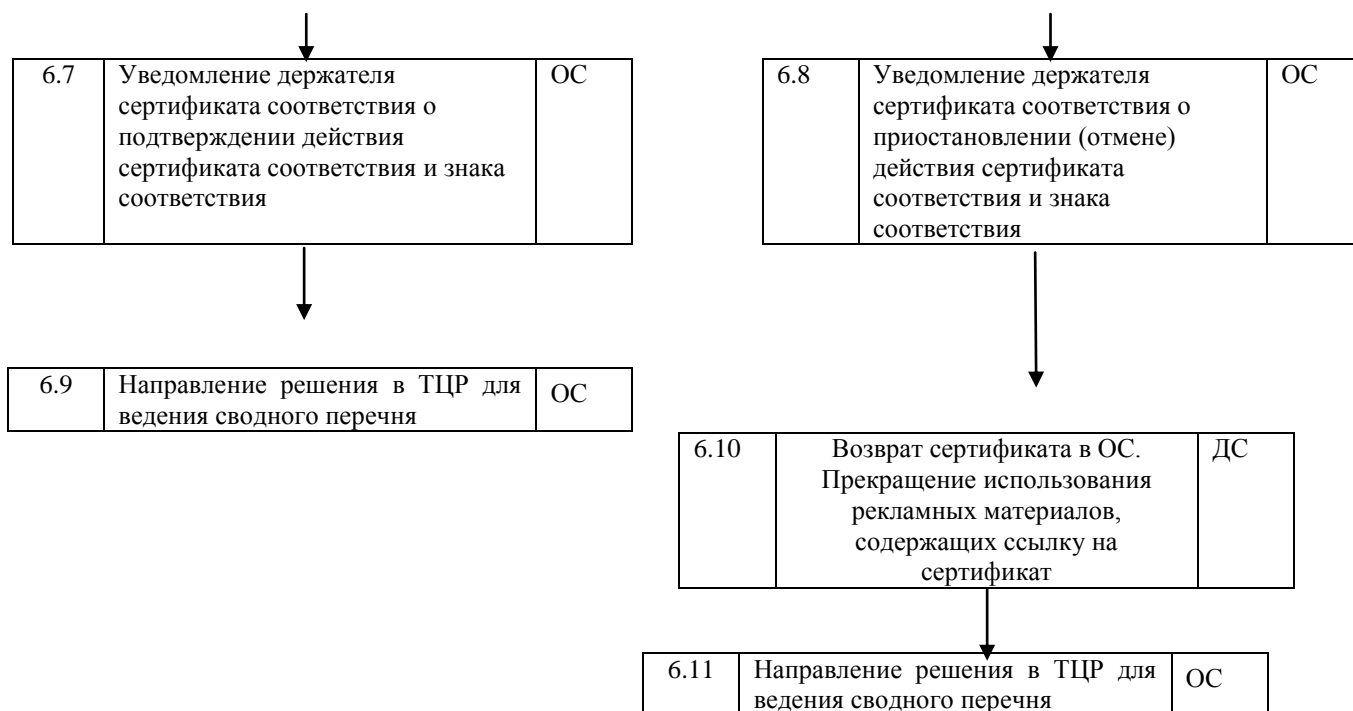 6.7 Уведомление держателя ОС
сертификата соответствия о
подтверждении действия
сертификата соответствия и знака
соответствия
6.8 Уведомление держателя ОС
сертификата соответствия о
приостановлении (отмене)
действия сертификата
соответствия и знака
соответствия
6.9 Направление решения в ТЦР для ОС
ведения сводного перечня
6.10 Возврат сертификата в ОС. ДС
Прекращение использования
рекламных материалов,
содержащих ссылку на
сертификат
6.11 Направление решения в ТЦР для ОС
ведения сводного перечня